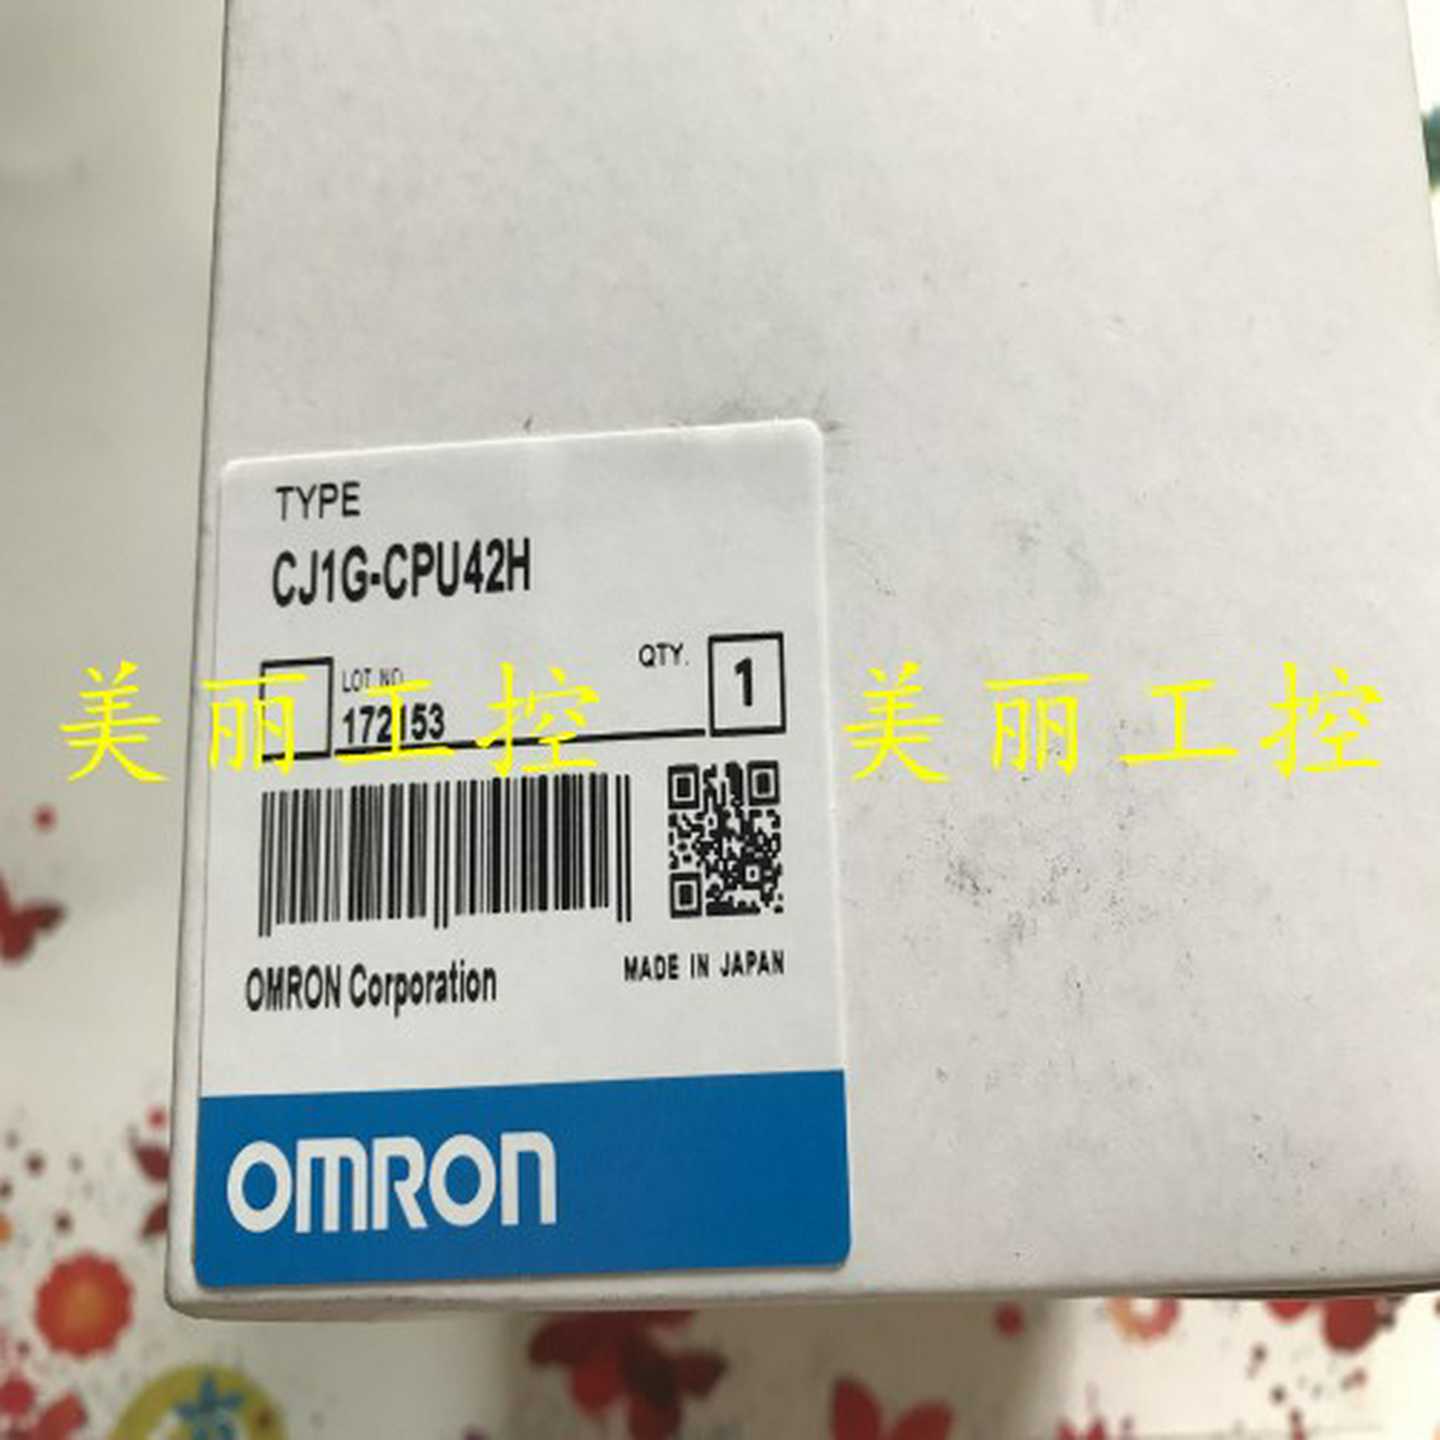 TYPE
CJ1G-CPU42H
LOT NO.
QTY.
1
172153
美丽工控 美丽工控
OMRON Corporation
MADE IN JAPAN
OMRON